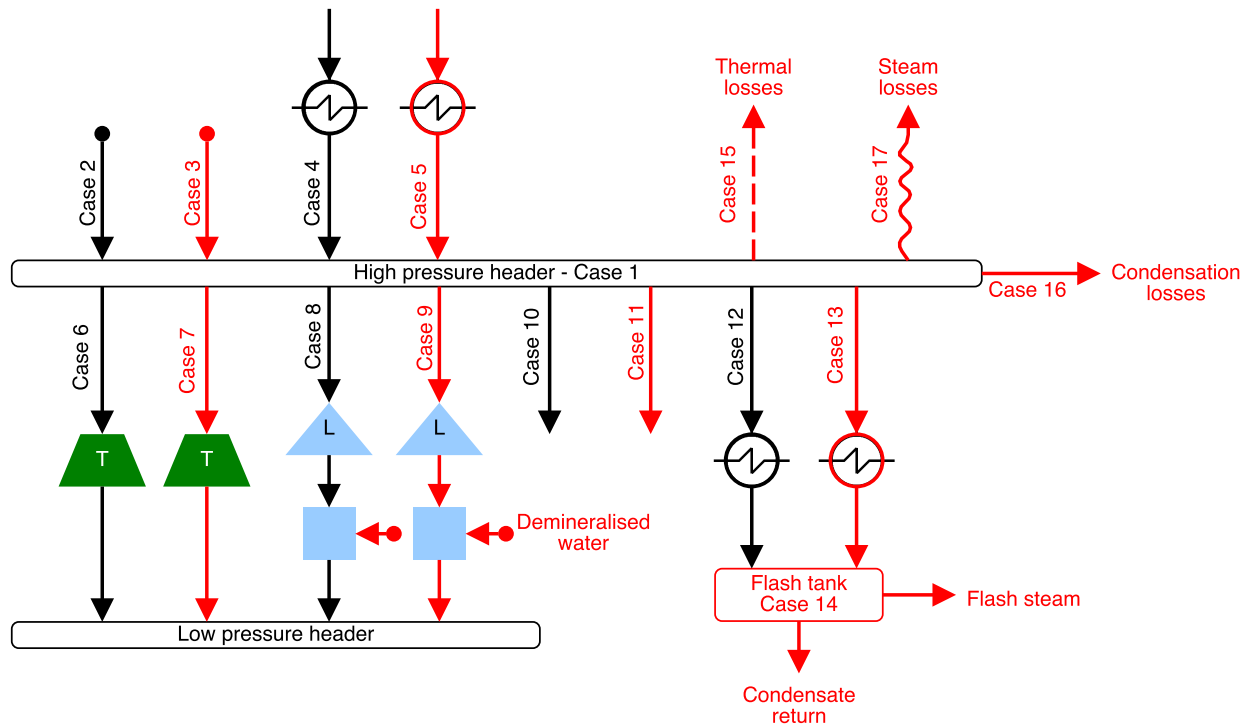 Thermal
losses
Steam
losses
Case 2
Case 3
Case 4
Case 5
Case 15
Case 17
High pressure header - Case 1
Case 16
Condensation
losses
Case 6
Case 7
Case 8
Case 9
Case 10
Case 11
Case 12
Case 13
L
L
T
T
Demineralised
water
Flash tank
Case 14
Flash steam
Low pressure header
Condensate
return